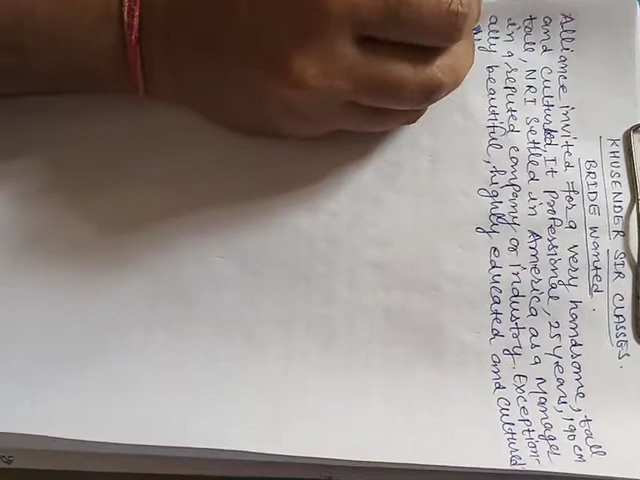 KHUSENDER SIR CLASSES.
BRIDE wanted.
Alliance invited for a very handsome, tall
and cultured, It Professional, 25 years, 190 cm
tall, NRI settled in America as a Manager
in a reputed company or industry. Exception-
ally beautiful, highly educated and cultured